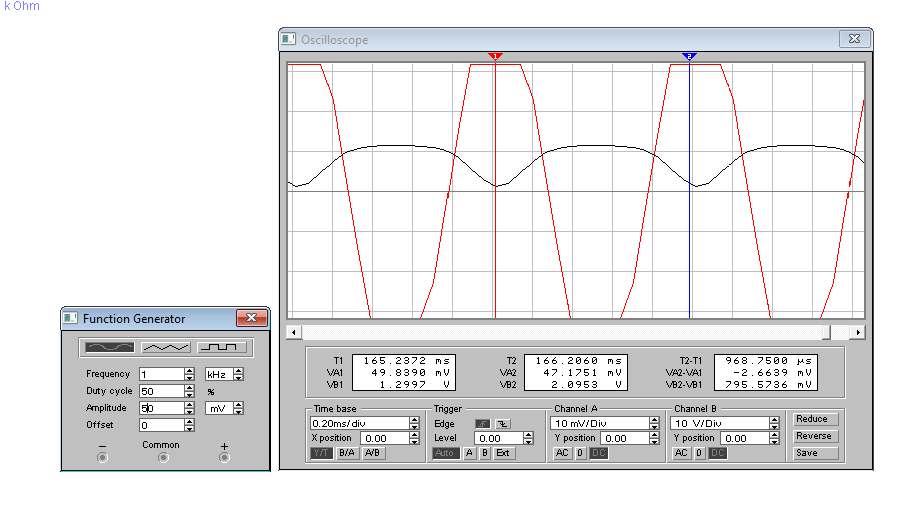 k Ohm
Oscilloscope
1 2
T1 165.2372 ms T2 166.2060 ms T2-T1 968.7500 µs
VA1 49.8390 mV VA2 47.1751 mV VA2-VA1 -2.6639 mV
VB1 1.2997 V VB2 2.0953 V VB2-VB1 795.5736 mV
Time base
0.20ms/div
X position 0.00
Y/T B/A A/B
Trigger
Edge
Level 0.00
Auto A B Ext
Channel A
10 mV/Div
Y position 0.00
AC 0 DC
Channel B
10 V/Div
Y position 0.00
AC 0 DC
Reduce
Reverse
Save
Function Generator
Frequency 1 kHz
Duty cycle 50 %
Amplitude 50 mV
Offset 0
− Common +